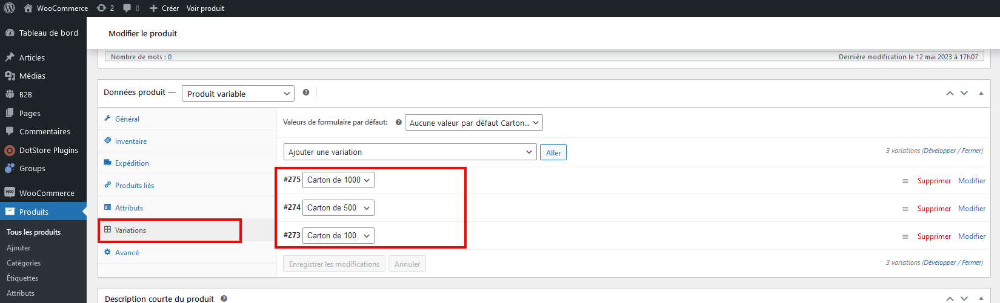 WooCommerce 2 0 Créer Voir produit
Tableau de bord
Articles
Médias
B2B
Pages
Commentaires
DotStore Plugins
Groups
WooCommerce
Produits
Tous les produits
Ajouter
Catégories
Étiquettes
Attributs
Modifier le produit
Nombre de mots : 0 Dernière modification le 12 mai 2023 à 17h07
Données produit — Produit variable
Général
Inventaire
Expédition
Produits liés
Attributs
Variations
Avancé
Valeurs de formulaire par défaut: Aucune valeur par défaut Carton...
Ajouter une variation Aller 3 variations (Développer / Fermer)
#275 Carton de 1000 Supprimer Modifier
#274 Carton de 500 Supprimer Modifier
#273 Carton de 100 Supprimer Modifier
Enregistrer les modifications Annuler 3 variations (Développer / Fermer)
Description courte du produit